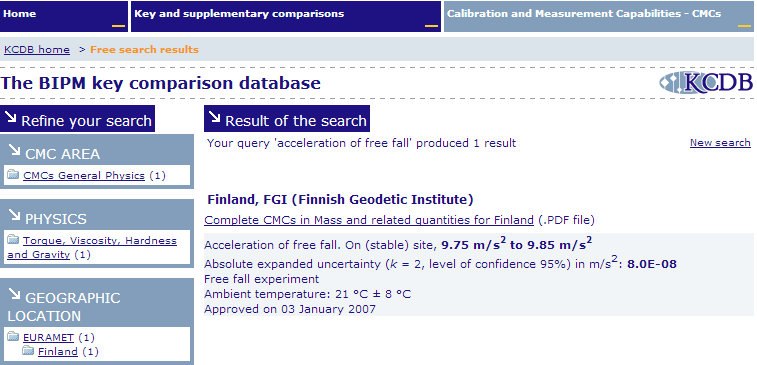 Home
Key and supplementary comparisons
Calibration and Measurement Capabilities - CMCs
KCDB home > Free search results
The BIPM key comparison database
KCDB
Refine your search
CMC AREA
CMCs General Physics (1)
PHYSICS
Torque, Viscosity, Hardness
and Gravity (1)
GEOGRAPHIC
LOCATION
EURAMET (1)
Finland (1)
Result of the search
Your query 'acceleration of free fall' produced 1 result
New search
Finland, FGI (Finnish Geodetic Institute)
Complete CMCs in Mass and related quantities for Finland (.PDF file)
Acceleration of free fall. On (stable) site, 9.75 m/s² to 9.85 m/s²
Absolute expanded uncertainty (k = 2, level of confidence 95%) in m/s²: 8.0E-08
Free fall experiment
Ambient temperature: 21 °C ± 8 °C
Approved on 03 January 2007